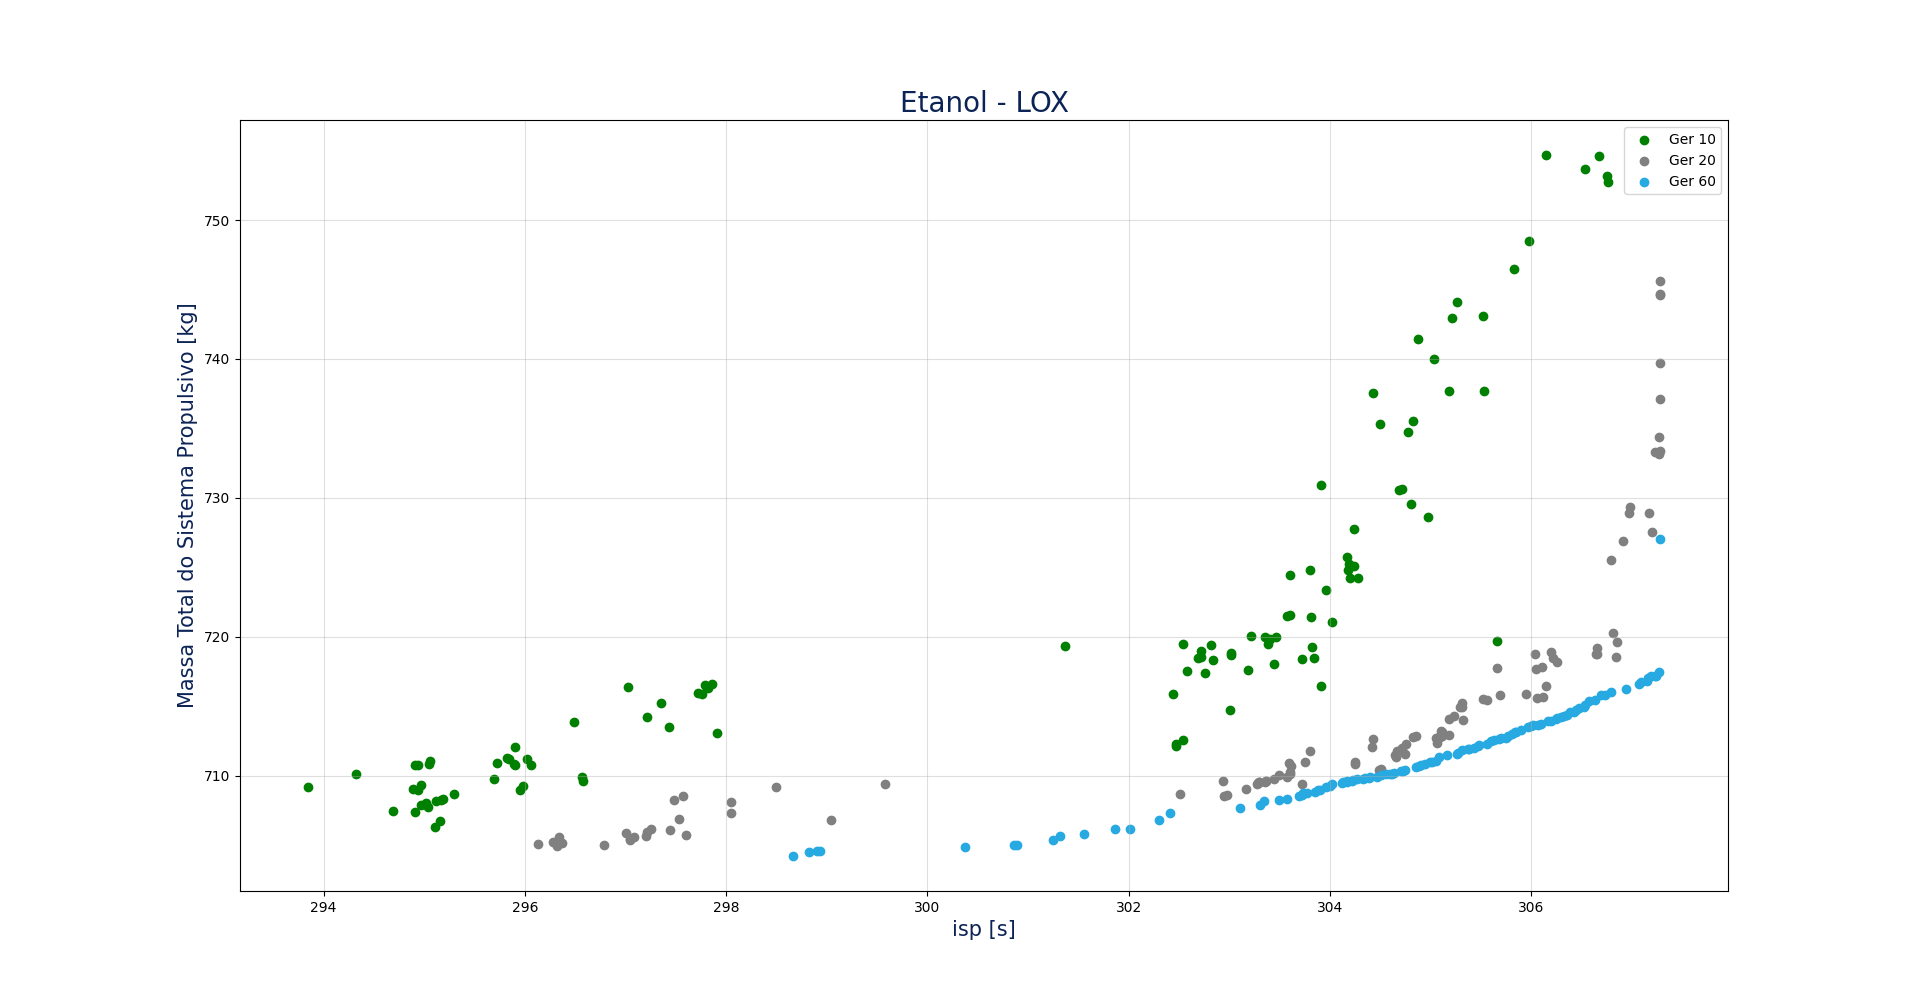 Etanol - LOX
Ger 10
Ger 20
Ger 60
Massa Total do Sistema Propulsivo [kg]
750
740
730
720
710
294 296 298 300 302 304 306
isp [s]